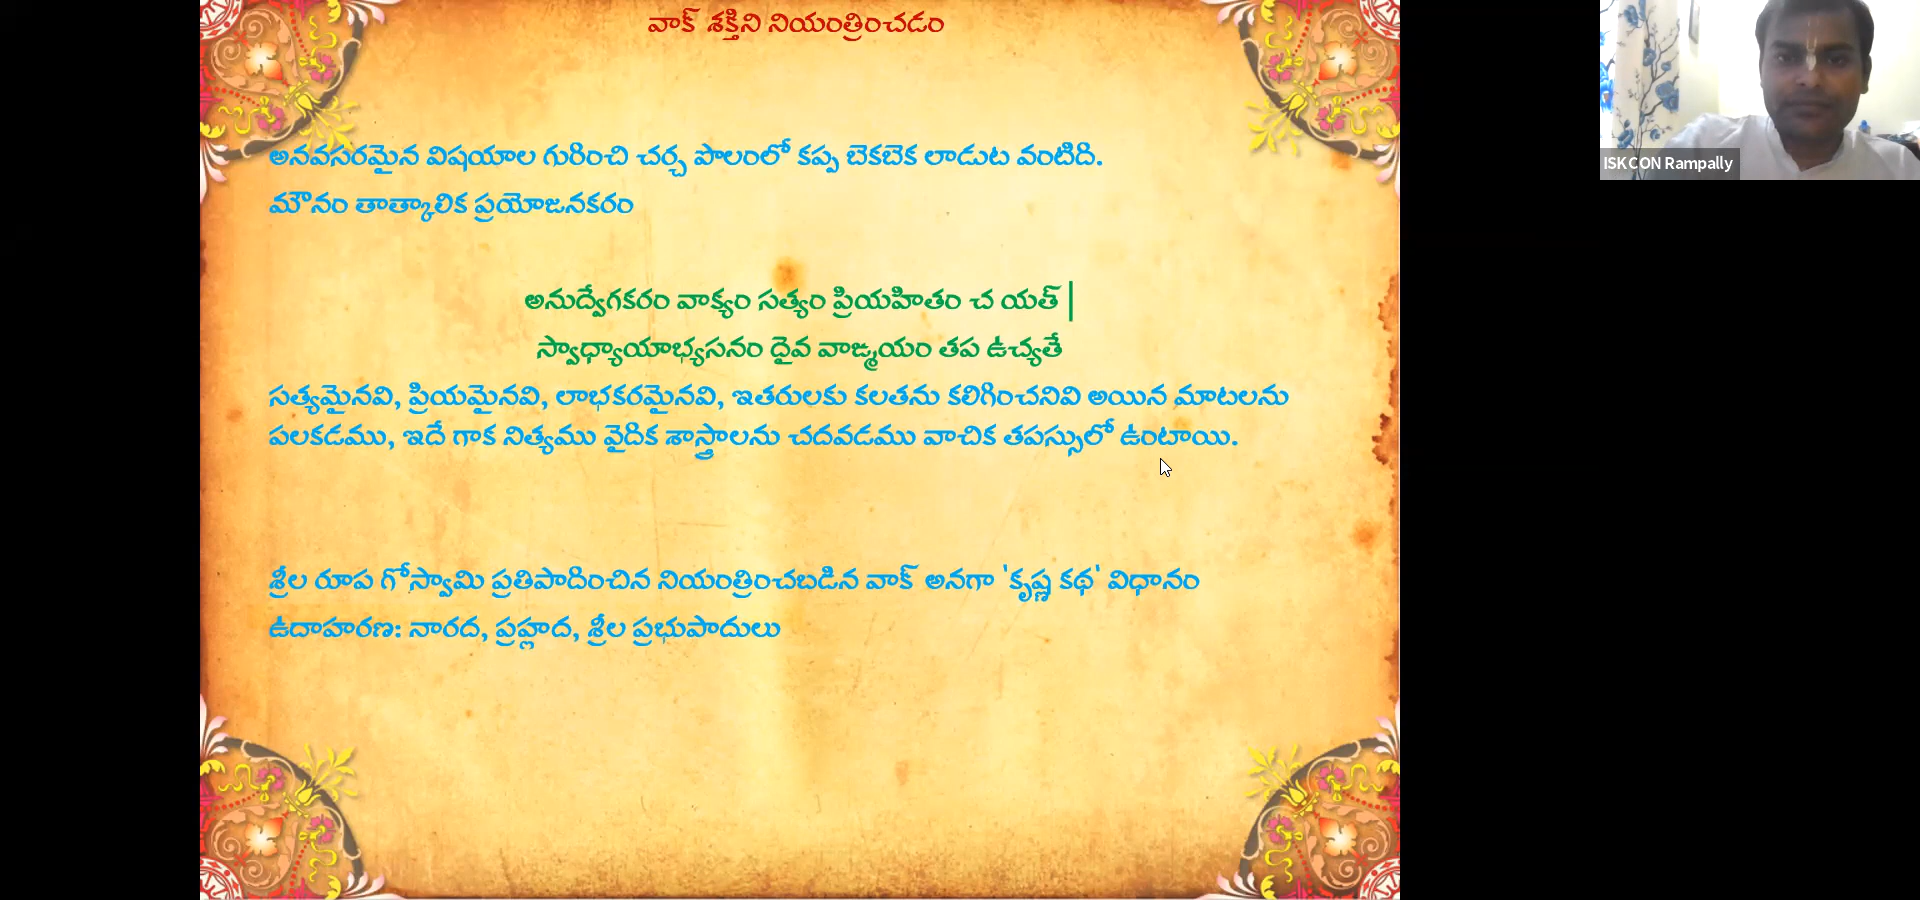 వాక్ శక్తిని నియంత్రించడం
అనవసరమైన విషయాల గురించి చర్చ పొలంలో కప్ప బెకబెక లాడుట వంటిది.
మౌనం తాత్కాలిక ప్రయోజనకరం
అనుద్వేగకరం వాక్యం సత్యం ప్రియహితం చ యత్ |
స్వాధ్యాయాభ్యసనం దైవ వాఙ్మయం తప ఉచ్యతే
సత్యమైనవి, ప్రియమైనవి, లాభకరమైనవి, ఇతరులకు కలతను కలిగించనివి అయిన మాటలను
పలకడము, ఇదే గాక నిత్యము వైదిక శాస్త్రాలను చదవడము వాచిక తపస్సులో ఉంటాయి.
శ్రీల రూప గోస్వామి ప్రతిపాదించిన నియంత్రించబడిన వాక్ అనగా 'కృష్ణ కథ' విధానం
ఉదాహరణ: నారద, ప్రహ్లద, శ్రీల ప్రభుపాదులు
ISKCON Rampally